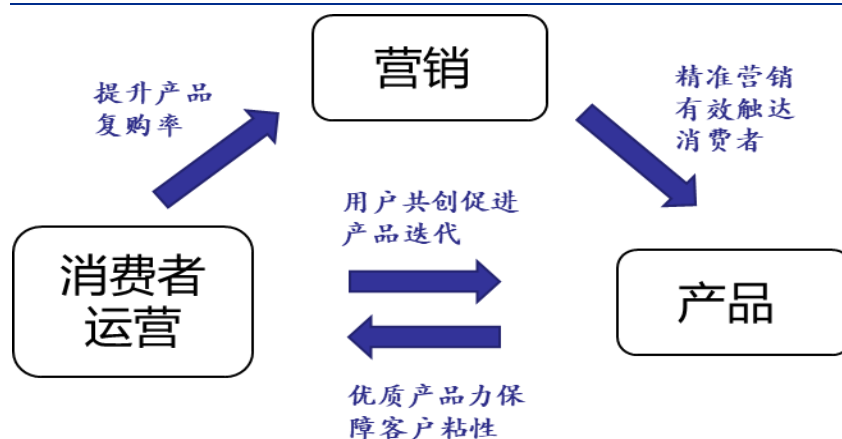 营销
提升产品
复购率
精准营销
有效触达
消费者
用户共创促进
产品迭代
消费者
运营
产品
优质产品力保
障客户粘性